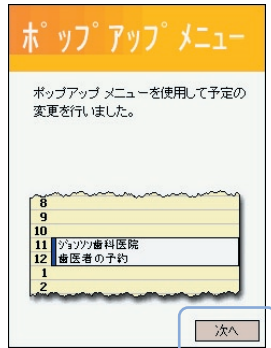 ポップアップ メニュー
ポップアップ メニューを使用して予定の
変更を行いました。
8
9
10
11 ジョンソン歯科医院
12 歯医者の予約
1
2
次へ